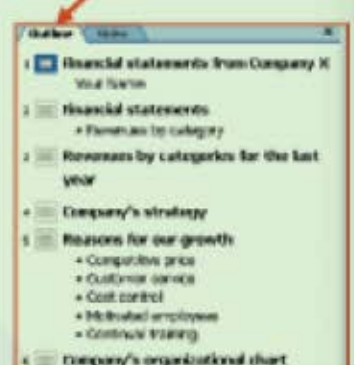 Outline Slides
1 Financial statements from Company X
Your Name
2 Financial statements
• Revenues by category
3 Revenues by categories for the last
year
4 Company's strategy
5 Reasons for our growth
• Competitive price
• Customer service
• Cost control
• Motivated employees
• Continual training
6 Company's organizational chart